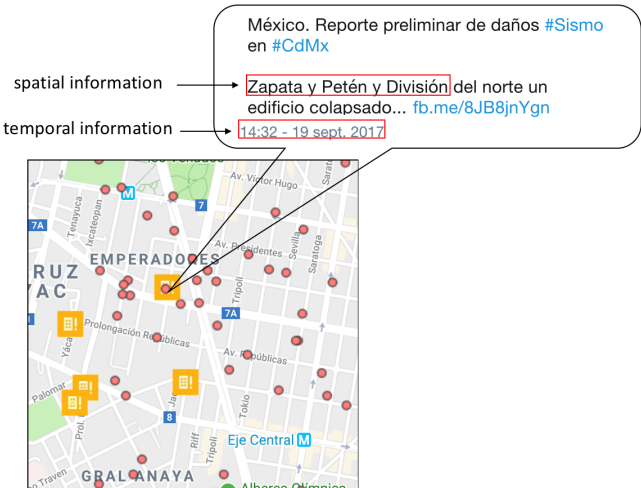 México. Reporte preliminar de daños #Sismo
en #CdMx
spatial information
Zapata y Petén y División del norte un
edificio colapsado... fb.me/8JB8jnYgn
temporal information
14:32 - 19 sept. 2017
Av. Victor Hugo
Sarat
M
7
7A
Tenayuca
Ixcateopan
EMPERADORES
Av. Presidentes
Sevilla
Saratoga
RUZ
AC
Tripoli
7A
Prolongación Repúblicas
Av. Repúblicas
Palomar
8
Tokio
Riff
Tripoli
Eje Central M
Traven
GRAL ANAYA
Alberca Olímpica